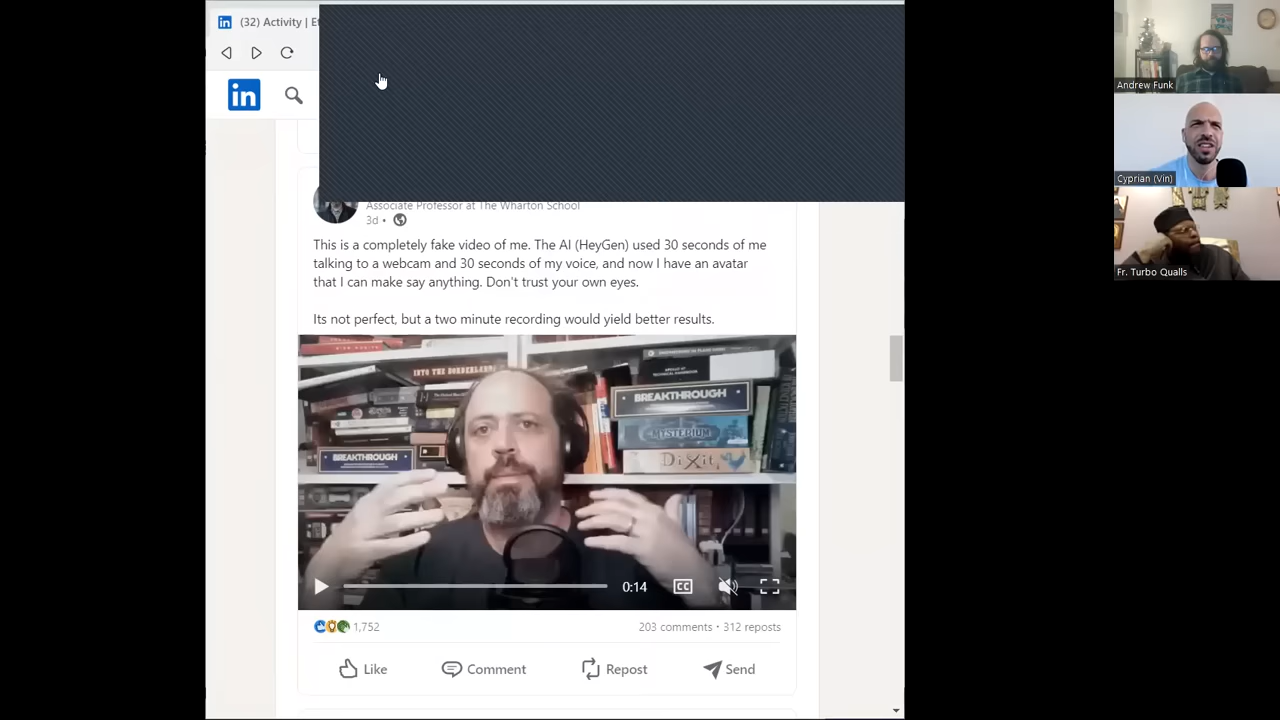 in (32) Activity | Et
in
Associate Professor at The Wharton School
3d •
This is a completely fake video of me. The AI (HeyGen) used 30 seconds of me
talking to a webcam and 30 seconds of my voice, and now I have an avatar
that I can make say anything. Don't trust your own eyes.
Its not perfect, but a two minute recording would yield better results.
INTO THE BORDERLANDS
BREAKTHROUGH
MYSTERIUM
BREAKTHROUGH
DiXit
0:14
CC
1,752
203 comments • 312 reposts
Like
Comment
Repost
Send
Andrew Funk
Cyprian (Vin)
Fr. Turbo Qualls